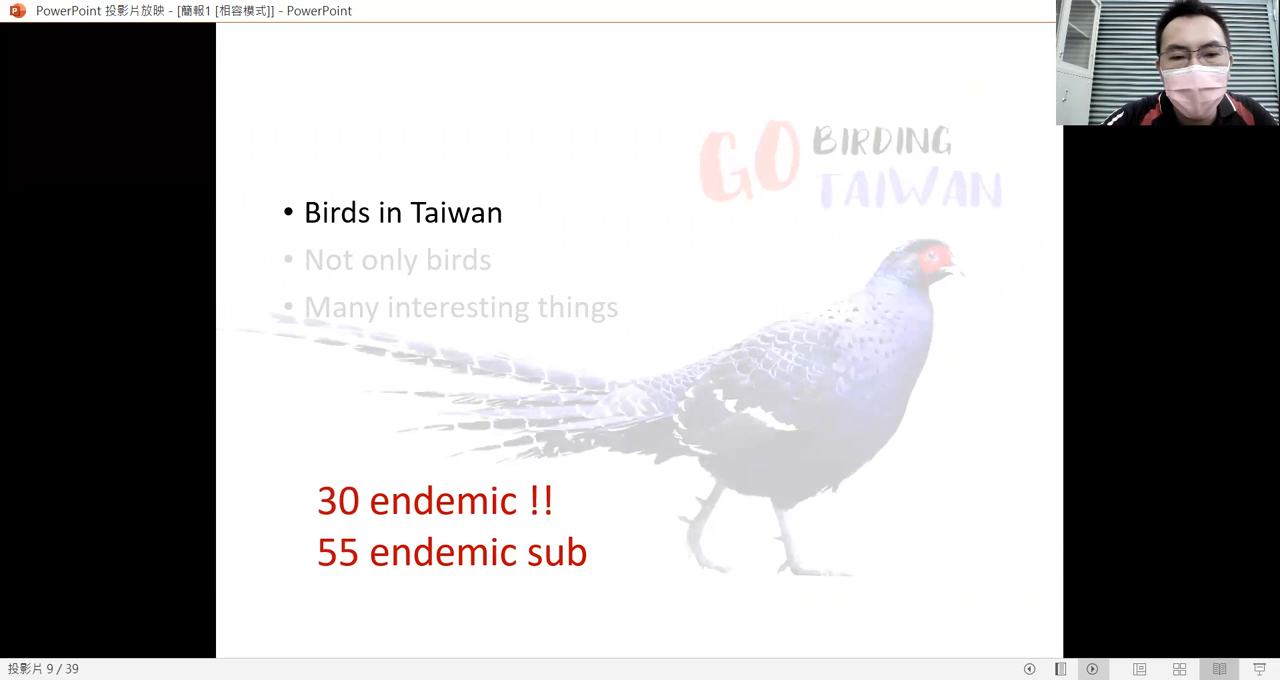 PowerPoint 投影片放映 - [簡報1 [相容模式]] - PowerPoint
GO BIRDING
TAIWAN
• Birds in Taiwan
• Not only birds
• Many interesting things
30 endemic !!
55 endemic sub
投影片 9 / 39